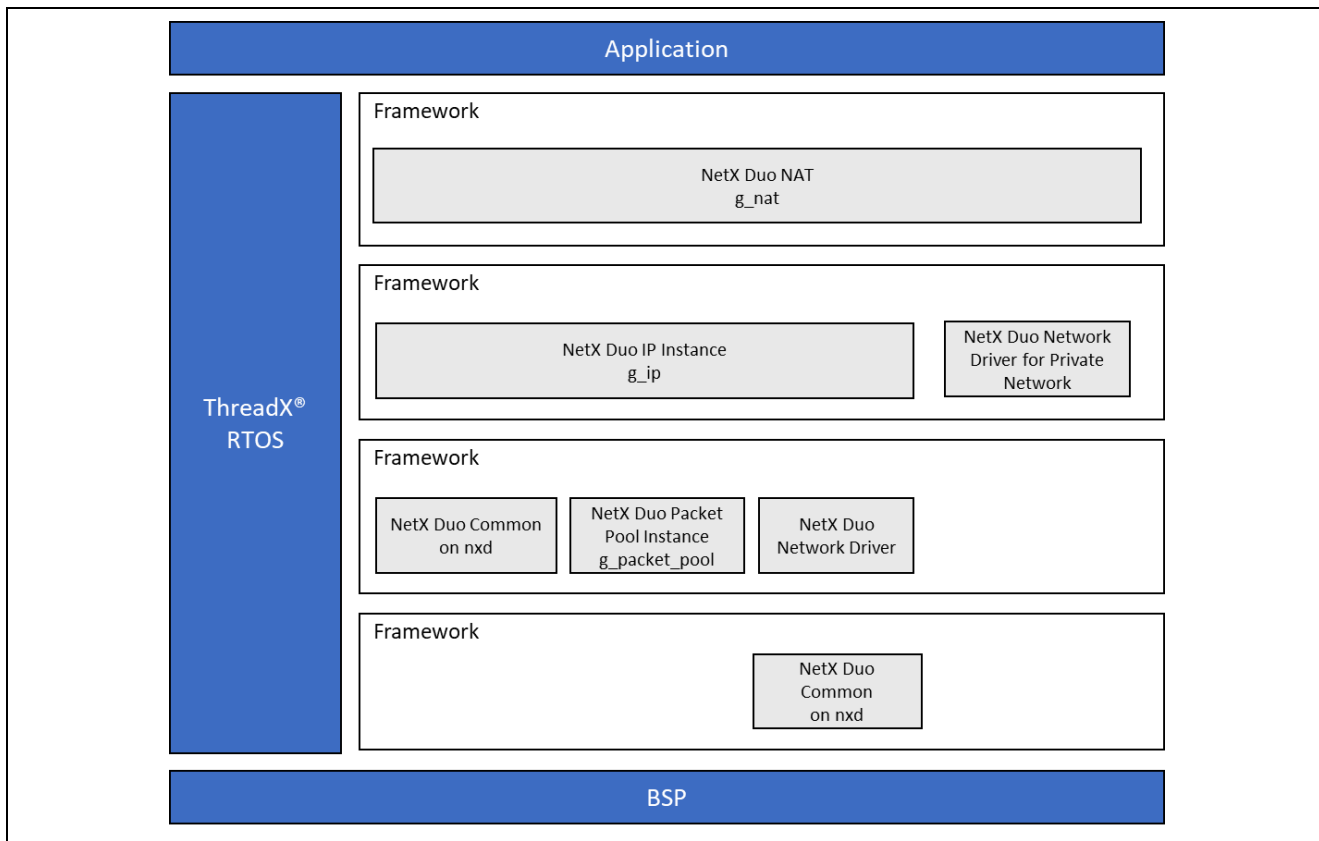 Application
ThreadX®
RTOS
Framework
NetX Duo NAT
g_nat
Framework
NetX Duo IP Instance
g_ip
NetX Duo Network
Driver for Private
Network
Framework
NetX Duo Common
on nxd
NetX Duo Packet
Pool Instance
g_packet_pool
NetX Duo
Network Driver
Framework
NetX Duo
Common
on nxd
BSP